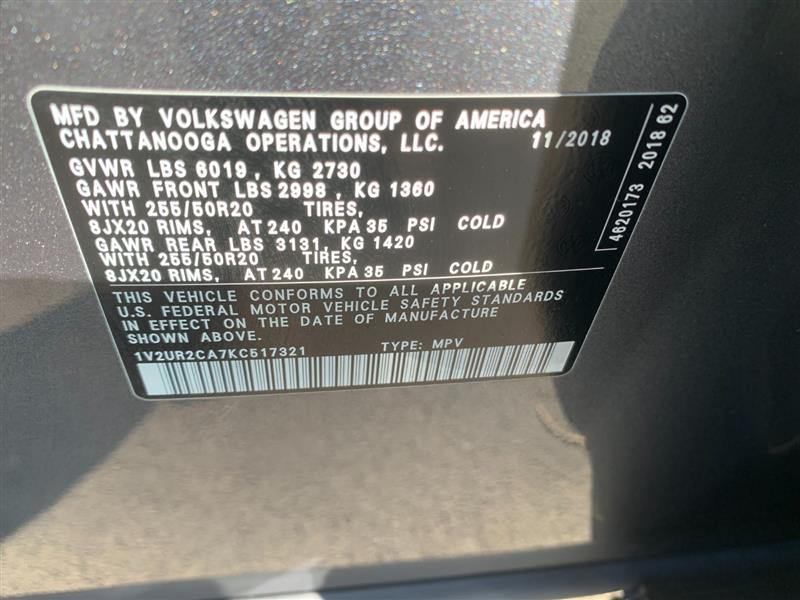 MFD BY VOLKSWAGEN GROUP OF AMERICA
CHATTANOOGA OPERATIONS, LLC. 11/2018
GVWR LBS 6019, KG 2730
GAWR FRONT LBS 2998, KG 1360
WITH 255/50R20 TIRES,
8JX20 RIMS, AT 240 KPA 35 PSI COLD
GAWR REAR LBS 3131, KG 1420
WITH 255/50R20 TIRES,
8JX20 RIMS, AT 240 KPA 35 PSI COLD
THIS VEHICLE CONFORMS TO ALL APPLICABLE
U.S. FEDERAL MOTOR VEHICLE SAFETY STANDARDS
IN EFFECT ON THE DATE OF MANUFACTURE
SHOWN ABOVE.
1V2UR2CA7KC517321 TYPE: MPV
4620173 2018 62